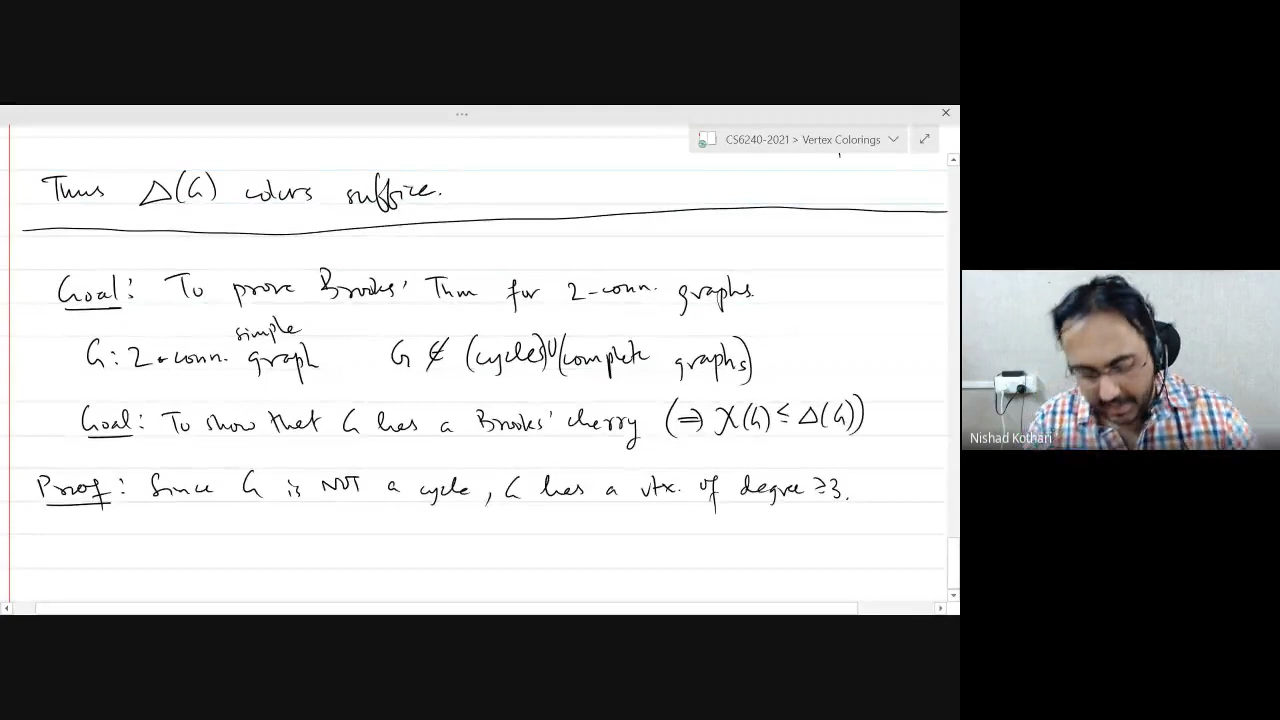 CS6240-2021 > Vertex Colorings
Thus Δ(G) colors suffice.
Goal: To prove Brooks' Thm for 2-conn. graphs.
simple
G: 2-conn. graph G ∉ (cycles) ∪ (complete graphs)
Goal: To show that G has a Brooks' cherry (⇒ χ(G) ≤ Δ(G))
Proof: Since G is NOT a cycle, G has a vtx. of degree ≥3.
Nishad Kothari